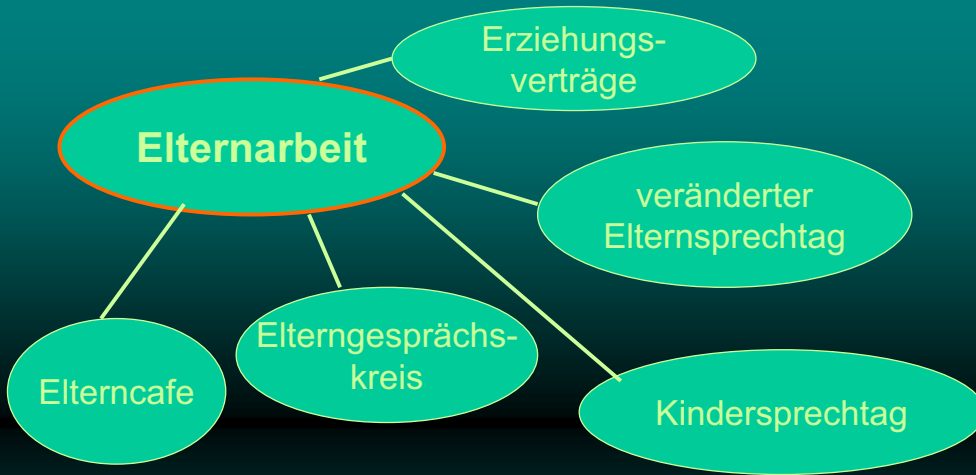 Erziehungs-
verträge
Elternarbeit
veränderter
Elternsprechtag
Elterngesprächs-
kreis
Elterncafe
Kindersprechtag